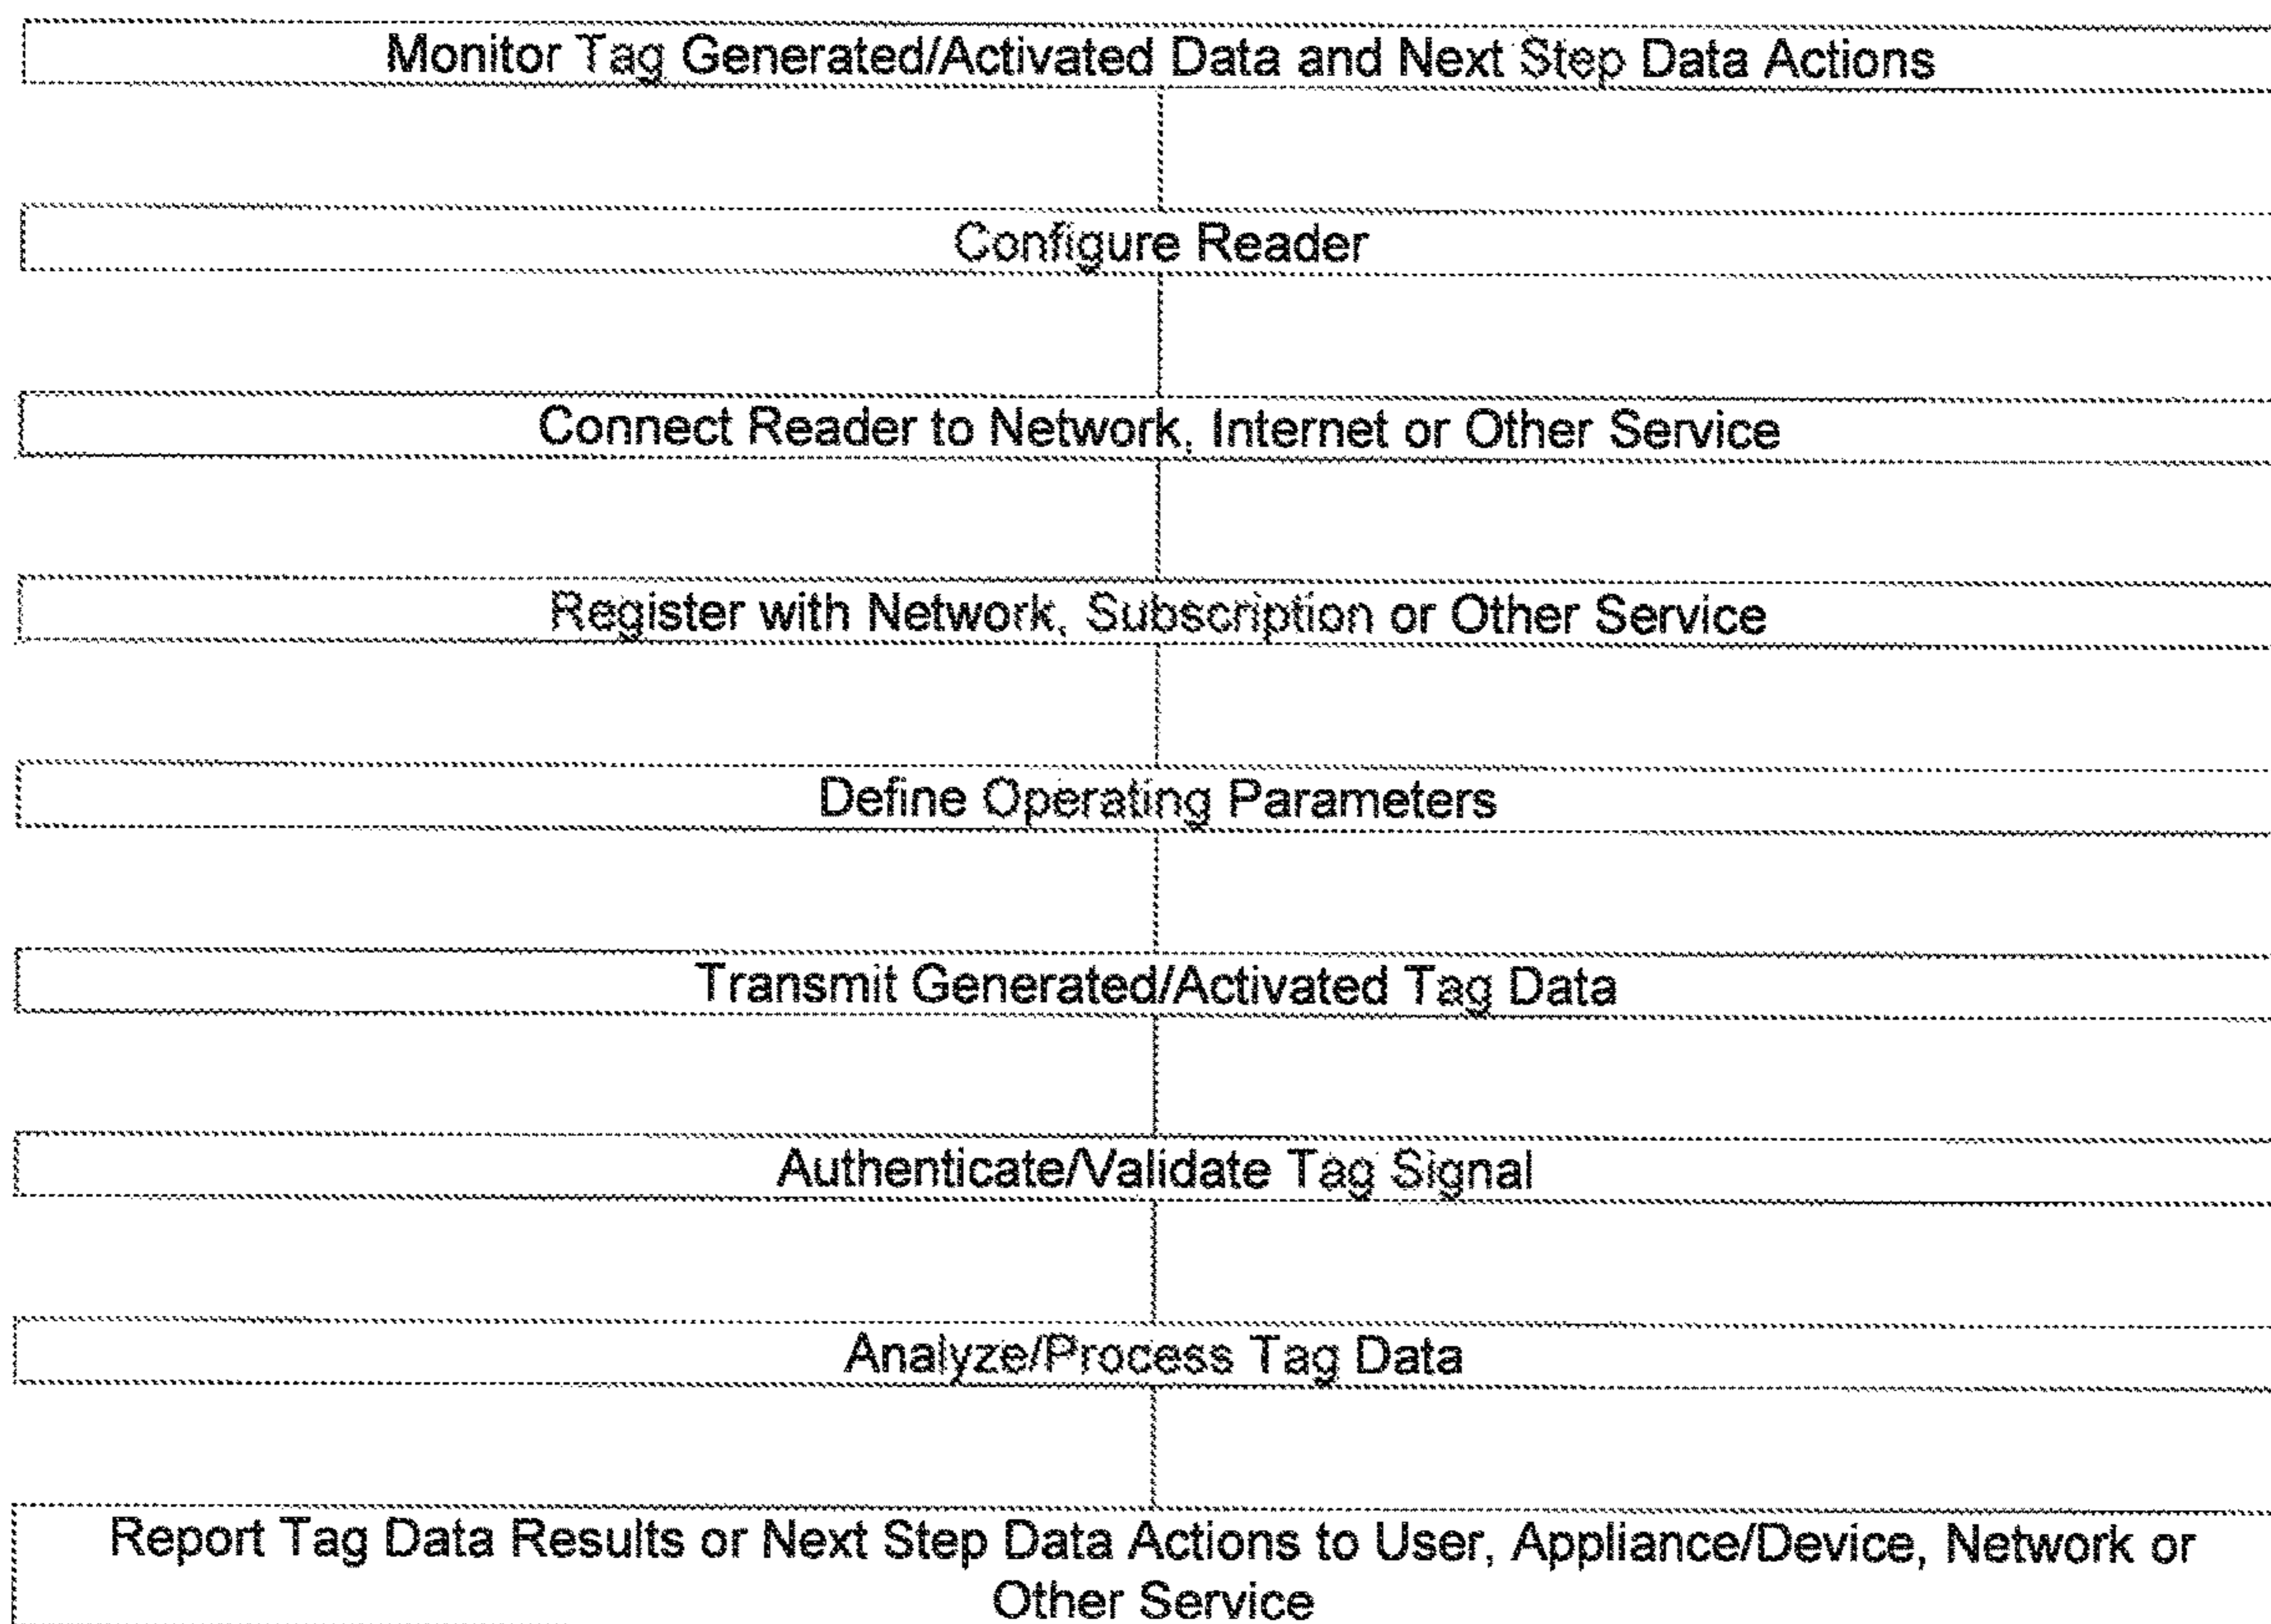 Monitor Tag Generated/Activated Data and Next Step Data Actions
Configure Reader
Connect Reader to Network, Internet or Other Service
Register with Network, Subscription or Other Service
Define Operating Parameters
Transmit Generated/Activated Tag Data
Authenticate/Validate Tag Signal
Analyze/Process Tag Data
Report Tag Data Results or Next Step Data Actions to User, Appliance/Device, Network or
Other Service